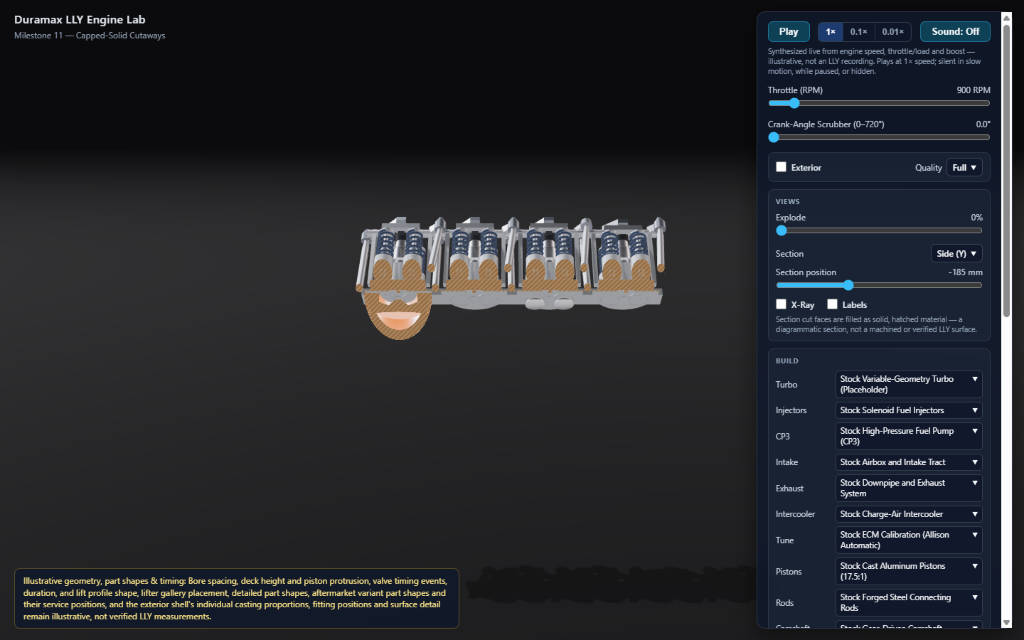 Duramax LLY Engine Lab
Milestone 11 — Capped-Solid Cutaways
Play
1×
0.1×
0.01×
Sound: Off
Synthesized live from engine speed, throttle/load and boost —
illustrative, not an LLY recording. Plays at 1× speed; silent in slow
motion, while paused, or hidden.
Throttle (RPM)
900 RPM
Crank-Angle Scrubber (0–720°)
0.0°
Exterior
Quality
Full
VIEWS
Explode
0%
Section
Side (Y)
Section position
-185 mm
X-Ray
Labels
Section cut faces are filled as solid, hatched material — a
diagrammatic section, not a machined or verified LLY surface.
BUILD
Turbo
Stock Variable-Geometry Turbo
(Placeholder)
Injectors
Stock Solenoid Fuel Injectors
CP3
Stock High-Pressure Fuel Pump
(CP3)
Intake
Stock Airbox and Intake Tract
Exhaust
Stock Downpipe and Exhaust
System
Intercooler
Stock Charge-Air Intercooler
Tune
Stock ECM Calibration (Allison
Automatic)
Pistons
Stock Cast Aluminum Pistons
(17.5:1)
Rods
Stock Forged Steel Connecting
Rods
Illustrative geometry, part shapes & timing: Bore spacing, deck height and piston protrusion, valve timing events,
duration, and lift profile shape, lifter gallery placement, detailed part shapes, aftermarket variant part shapes and
their service positions, and the exterior shell's individual casting proportions, fitting positions and surface detail
remain illustrative, not verified LLY measurements.